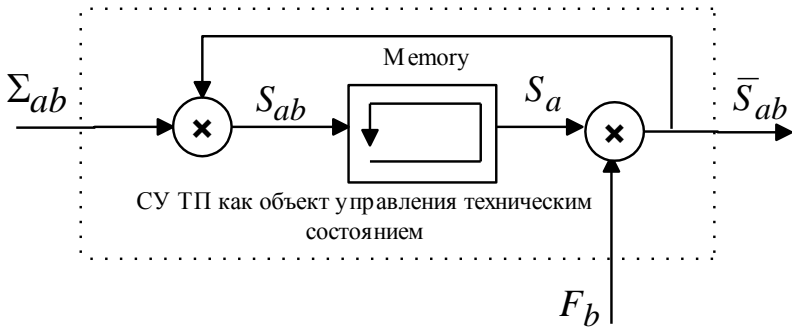 Memory
Σab Sab Sa S̅ab
× ×
СУ ТП как объект управления техническим
состоянием
Fb